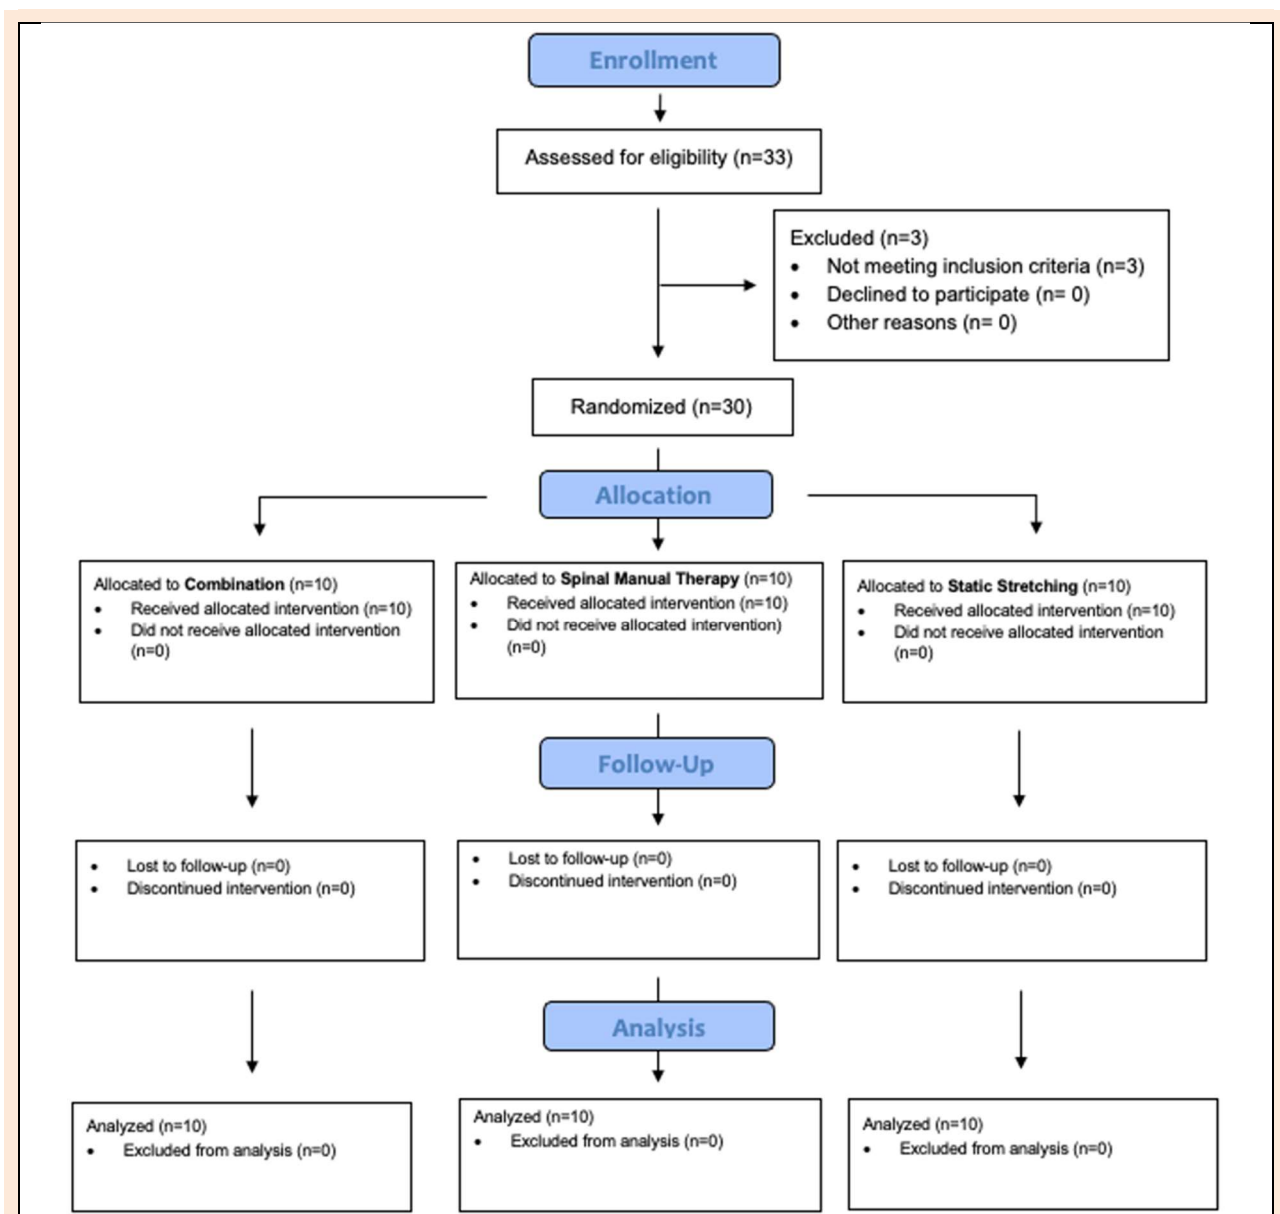 Enrollment
Assessed for eligibility (n=33)
Excluded (n=3)
• Not meeting inclusion criteria (n=3)
• Declined to participate (n= 0)
• Other reasons (n= 0)
Randomized (n=30)
Allocation
Allocated to Combination (n=10)
• Received allocated intervention (n=10)
• Did not receive allocated intervention
(n=0)
Allocated to Spinal Manual Therapy (n=10)
• Received allocated intervention (n=10)
• Did not receive allocated intervention)
(n=0)
Allocated to Static Stretching (n=10)
• Received allocated intervention (n=10)
• Did not receive allocated intervention
(n=0)
Follow-Up
• Lost to follow-up (n=0)
• Discontinued intervention (n=0)
• Lost to follow-up (n=0)
• Discontinued intervention (n=0)
• Lost to follow-up (n=0)
• Discontinued intervention (n=0)
Analysis
Analyzed (n=10)
• Excluded from analysis (n=0)
Analyzed (n=10)
• Excluded from analysis (n=0)
Analyzed (n=10)
• Excluded from analysis (n=0)